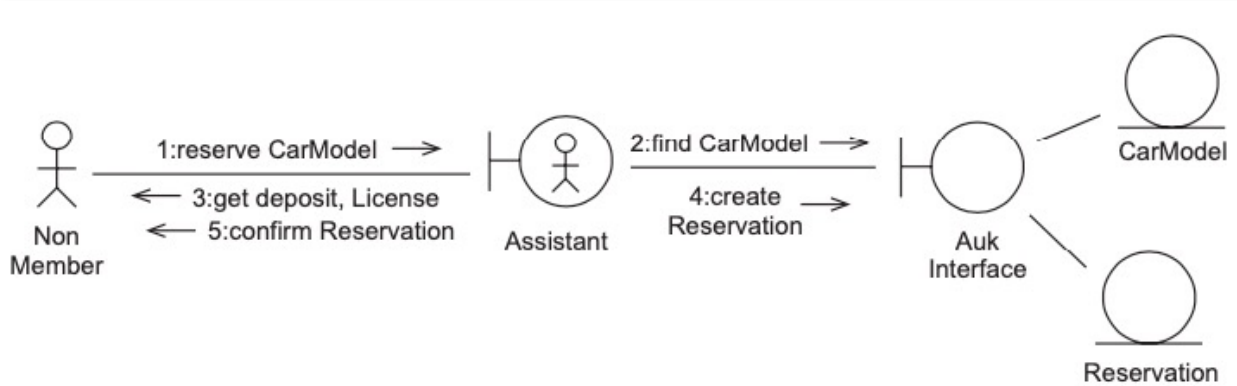 1:reserve CarModel
3:get deposit, License
5:confirm Reservation
Non
Member
Assistant
2:find CarModel
4:create
Reservation
Auk
Interface
CarModel
Reservation